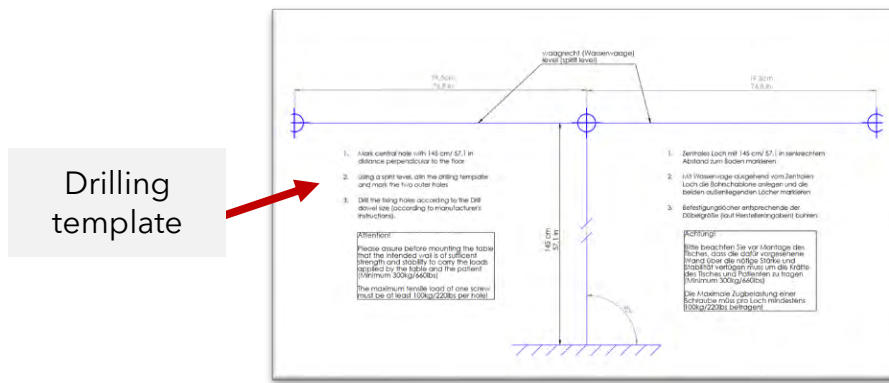 Drilling
template
waagrecht (Wasserwaage)
level (spirit level)
1. Mark central hole with 145 cm/ 57,1 in
distance perpendicular to the floor
2. Using a spirit level, alin the drilling template
and mark the two outer holes
3. Drill the fixing holes according to the Drill
dowel size (according to manufacturer's
instructions).
Attention!
Please assure before mounting the table
that the intended wall is of sufficent
strength and stability to carry the loads
applied by the table and the patient
(Minimum 300kg/660lbs)
The maximum tensile load of one screw
must be at least 100kg/220lbs per hole!
145 cm
57,1 in
1. Zentrales Loch mit 145 cm/ 57,1 in senkrechtem
Abstand zum Boden markieren
2. Mit Wasserwage ausgehend vom Zentralen
Loch die Bohrschablone anlegen und die
beiden außenliegenden Löcher markieren
3. Befestigungslöcher entsprechende der
Dübelgröße (laut Herstellerangaben) bohren
Achtung!
Bitte beachten Sie vor Montage des
Tisches, dass die dafür vorgesehene
Wand über die nötige Stärke und
Stabilität verfügen muss um die Kräfte
des Tisches und Patienten zu tragen
(Minimum 300kg/660lbs)
Die Maximale Zugbelastung einer
Schraube muss pro Loch mindestens
100kg/220lbs betragen!